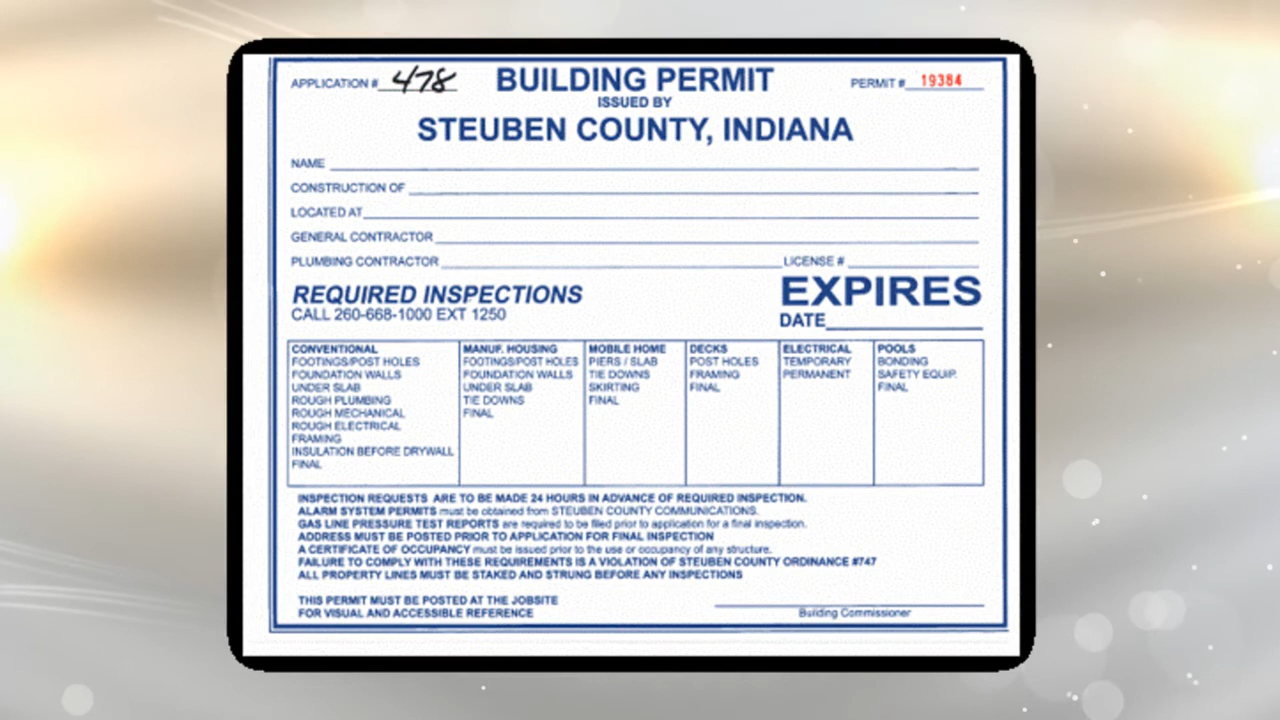 APPLICATION # 478 BUILDING PERMIT PERMIT # 19384
ISSUED BY
STEUBEN COUNTY, INDIANA
NAME
CONSTRUCTION OF
LOCATED AT
GENERAL CONTRACTOR
PLUMBING CONTRACTOR LICENSE #
REQUIRED INSPECTIONS
CALL 260-668-1000 EXT 1250
EXPIRES
DATE
CONVENTIONAL
FOOTINGS/POST HOLES
FOUNDATION WALLS
UNDER SLAB
ROUGH PLUMBING
ROUGH MECHANICAL
ROUGH ELECTRICAL
FRAMING
INSULATION BEFORE DRYWALL
FINAL
MANUF. HOUSING
FOOTINGS/POST HOLES
FOUNDATION WALLS
UNDER SLAB
TIE DOWNS
FINAL
MOBILE HOME
PIERS / SLAB
TIE DOWNS
SKIRTING
FINAL
DECKS
POST HOLES
FRAMING
FINAL
ELECTRICAL
TEMPORARY
PERMANENT
POOLS
BONDING
SAFETY EQUIP.
FINAL
INSPECTION REQUESTS ARE TO BE MADE 24 HOURS IN ADVANCE OF REQUIRED INSPECTION.
ALARM SYSTEM PERMITS must be obtained from STEUBEN COUNTY COMMUNICATIONS.
GAS LINE PRESSURE TEST REPORTS are required to be filed prior to application for a final inspection.
ADDRESS MUST BE POSTED PRIOR TO APPLICATION FOR FINAL INSPECTION
A CERTIFICATE OF OCCUPANCY must be issued prior to the use or occupancy of any structure.
FAILURE TO COMPLY WITH THESE REQUIREMENTS IS A VIOLATION OF STEUBEN COUNTY ORDINANCE #747
ALL PROPERTY LINES MUST BE STAKED AND STRUNG BEFORE ANY INSPECTIONS
THIS PERMIT MUST BE POSTED AT THE JOBSITE
FOR VISUAL AND ACCESSIBLE REFERENCE
Building Commissioner